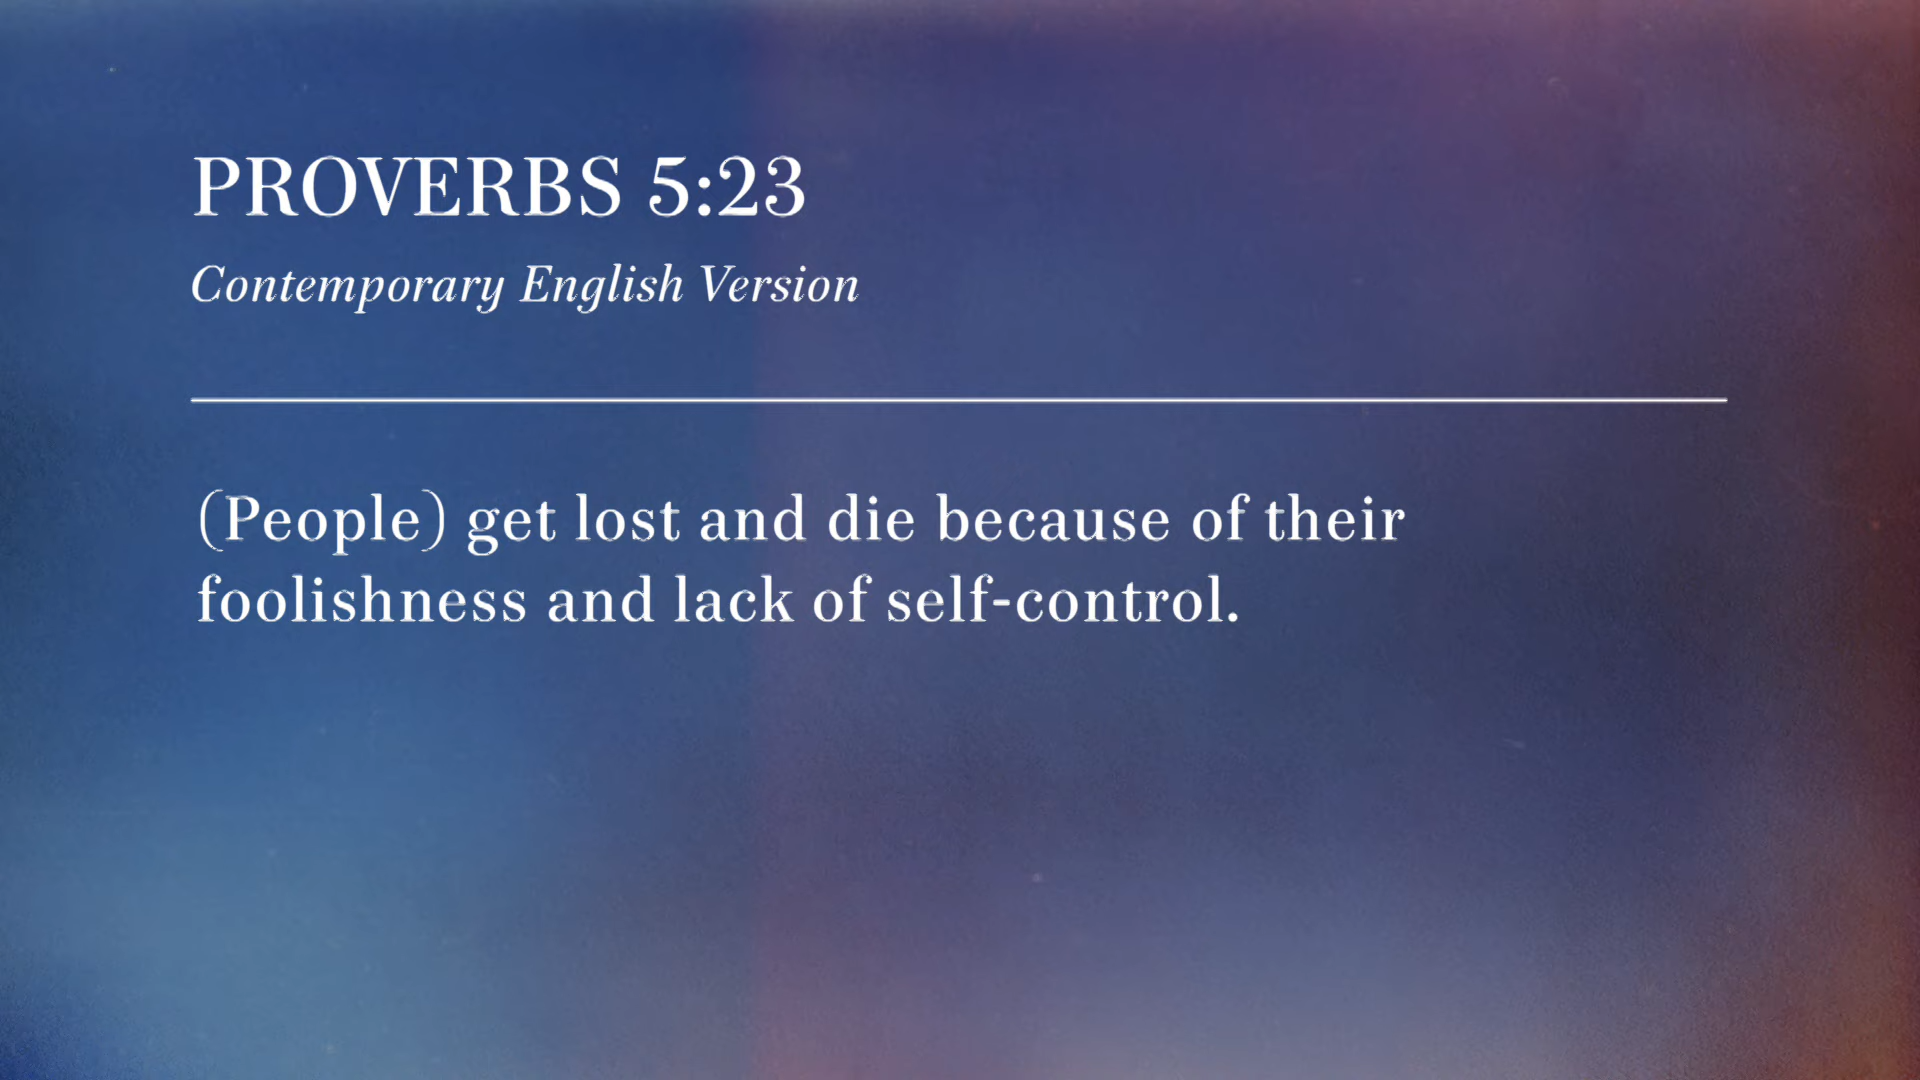 PROVERBS 5:23
Contemporary English Version
(People) get lost and die because of their
foolishness and lack of self-control.